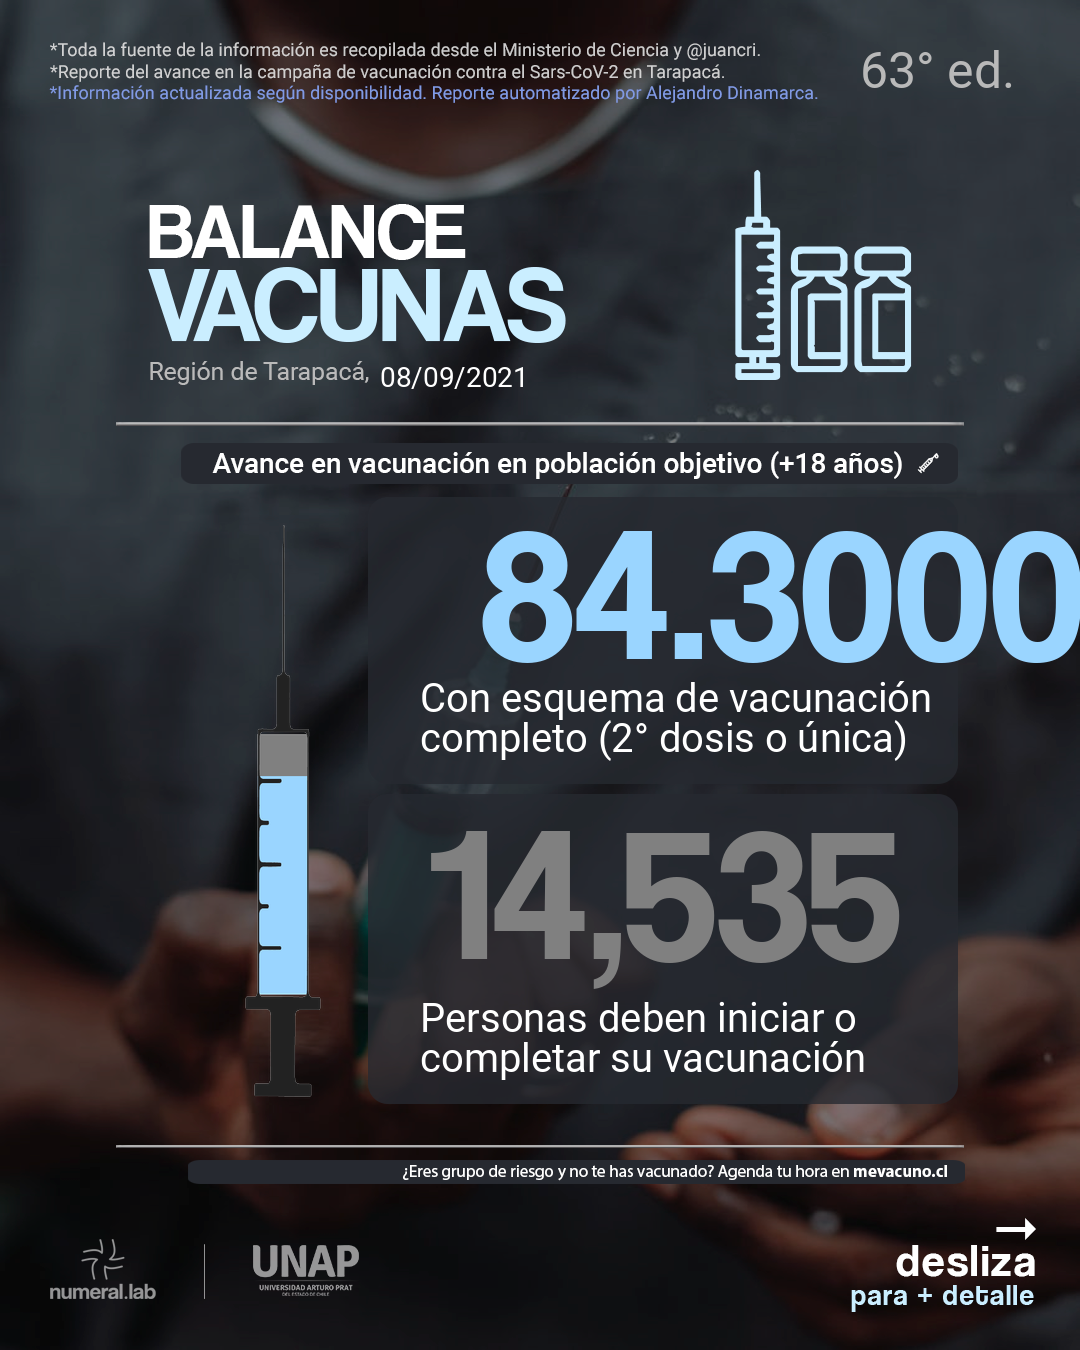 *Toda la fuente de la información es recopilada desde el Ministerio de Ciencia y @juancri.
*Reporte del avance en la campaña de vacunación contra el Sars-CoV-2 en Tarapacá.
*Información actualizada según disponibilidad. Reporte automatizado por Alejandro Dinamarca.
63° ed.
BALANCE
VACUNAS
Región de Tarapacá, 08/09/2021
Avance en vacunación en población objetivo (+18 años)
84.3000
Con esquema de vacunación
completo (2° dosis o única)
14,535
Personas deben iniciar o
completar su vacunación
¿Eres grupo de riesgo y no te has vacunado? Agenda tu hora en mevacuno.cl
numeral.lab
UNAP
UNIVERSIDAD ARTURO PRAT
DEL ESTADO DE CHILE
desliza
para + detalle